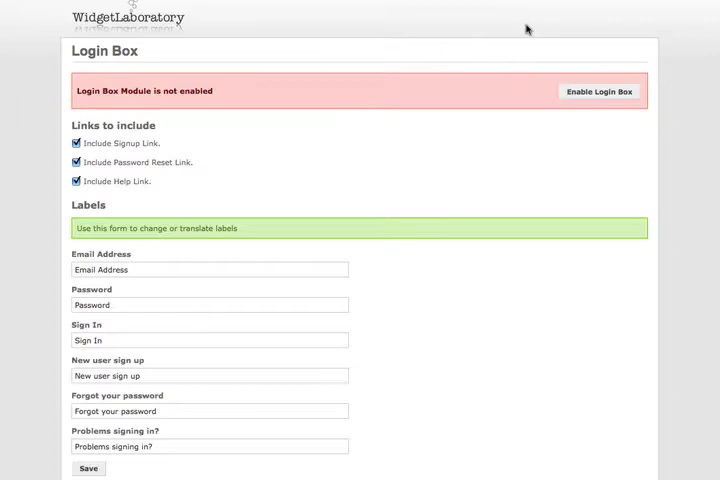 WidgetLaboratory
Login Box
Login Box Module is not enabled
Enable Login Box
Links to include
Include Signup Link.
Include Password Reset Link.
Include Help Link.
Labels
Use this form to change or translate labels
Email Address
Email Address
Password
Password
Sign In
Sign In
New user sign up
New user sign up
Forgot your password
Forgot your password
Problems signing in?
Problems signing in?
Save